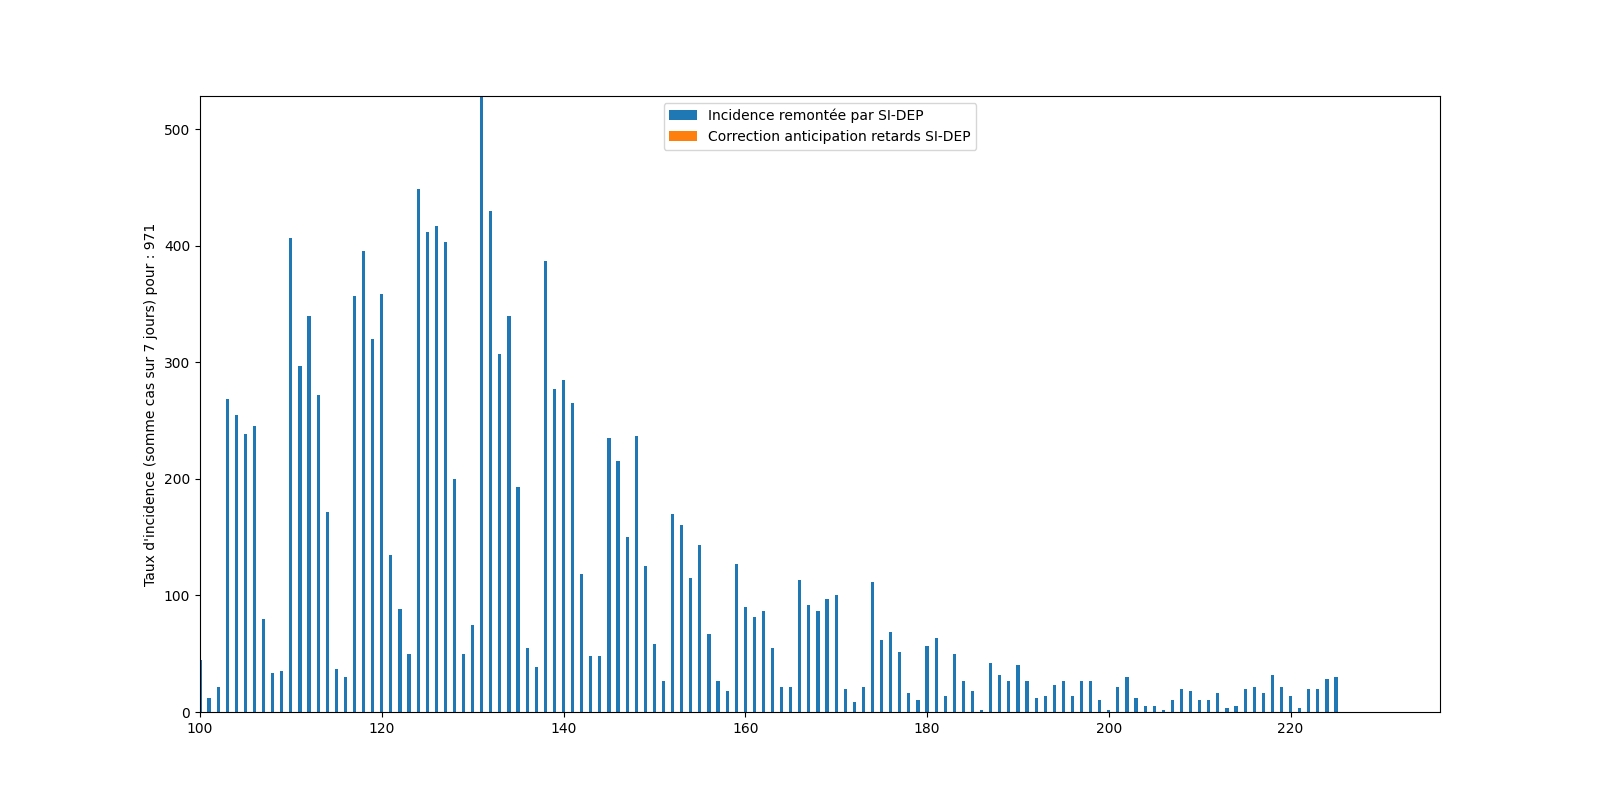 Incidence remontée par SI-DEP
Correction anticipation retards SI-DEP
Taux d'incidence (somme cas sur 7 jours) pour : 971
500
400
300
200
100
0
100 120 140 160 180 200 220